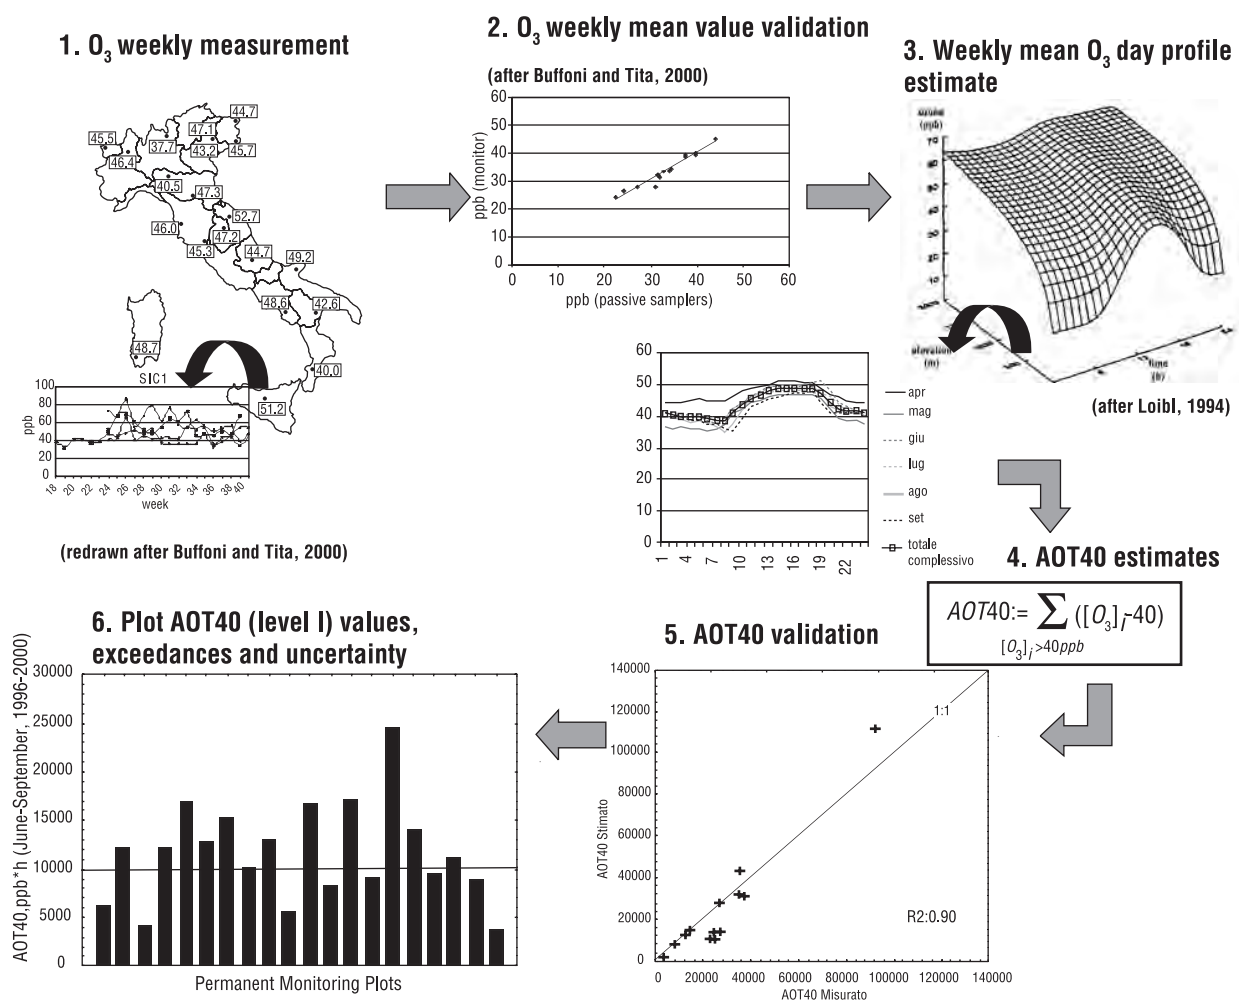 1. O3 weekly measurement
44.7
47.1
45.5
37.7
43.2
45.7
46.4
40.5
47.3
52.7
46.0
47.2
45.3
44.7
49.2
48.6
42.6
48.7
40.0
51.2
SIC1
ppb
100
80
60
40
20
0
18 20 22 24 26 28 30 32 34 36 38 40
week
(redrawn after Buffoni and Tita, 2000)
2. O3 weekly mean value validation
(after Buffoni and Tita, 2000)
ppb (monitor)
60
50
40
30
20
10
0
0 10 20 30 40 50 60
ppb (passive samplers)
3. Weekly mean O3 day profile
estimate
(ppb)
70
elevation
(m)
time
(h)
(after Loibl, 1994)
60
50
40
30
20
10
0
1 4 7 10 13 16 19 22
apr
mag
giu
lug
ago
set
totale
complessivo
4. AOT40 estimates
AOT40:= ∑ ([O3]i-40)
[O3]i>40ppb
5. AOT40 validation
AOT40 Stimato
140000
120000
100000
80000
60000
40000
20000
0
1:1
R2:0.90
0 20000 40000 60000 80000 100000 120000 140000
AOT40 Misurato
6. Plot AOT40 (level I) values,
exceedances and uncertainty
AOT40,ppb*h (June-September, 1996-2000)
30000
25000
20000
15000
10000
5000
0
Permanent Monitoring Plots